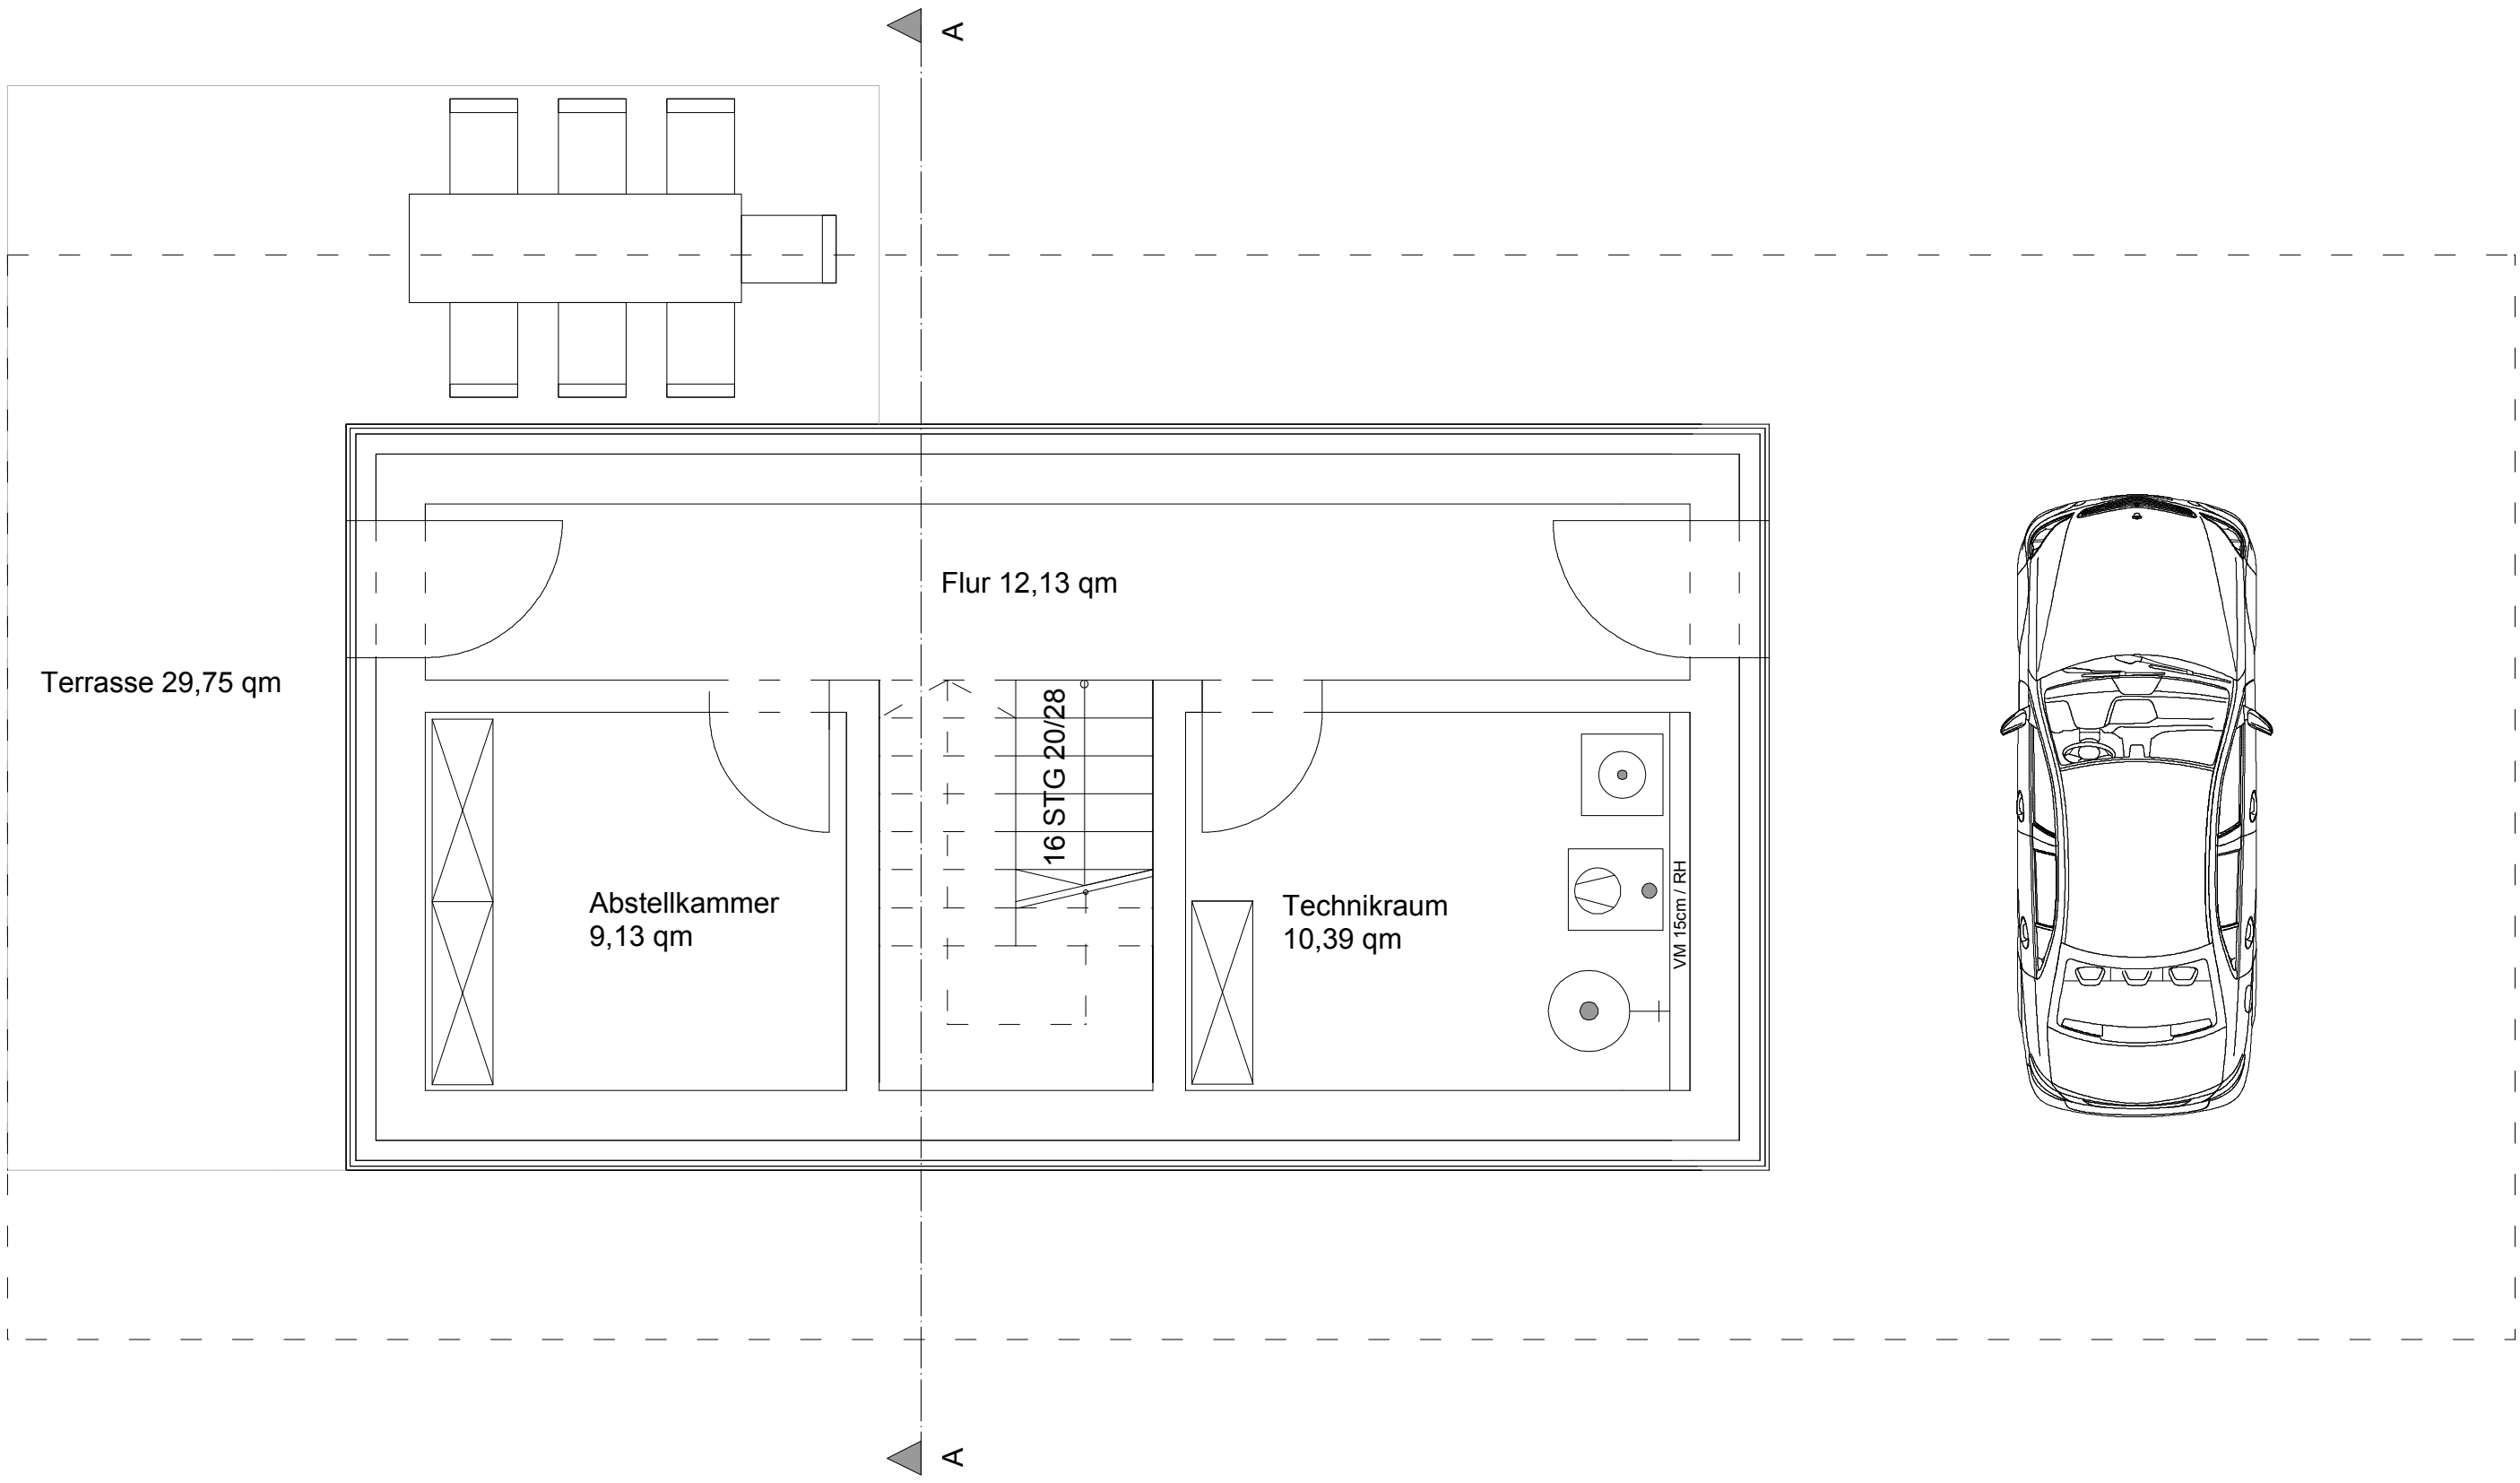 A
Flur 12,13 qm
Terrasse 29,75 qm
16 STG 20/28
Abstellkammer
9,13 qm
Technikraum
10,39 qm
VM 15cm / RH
A